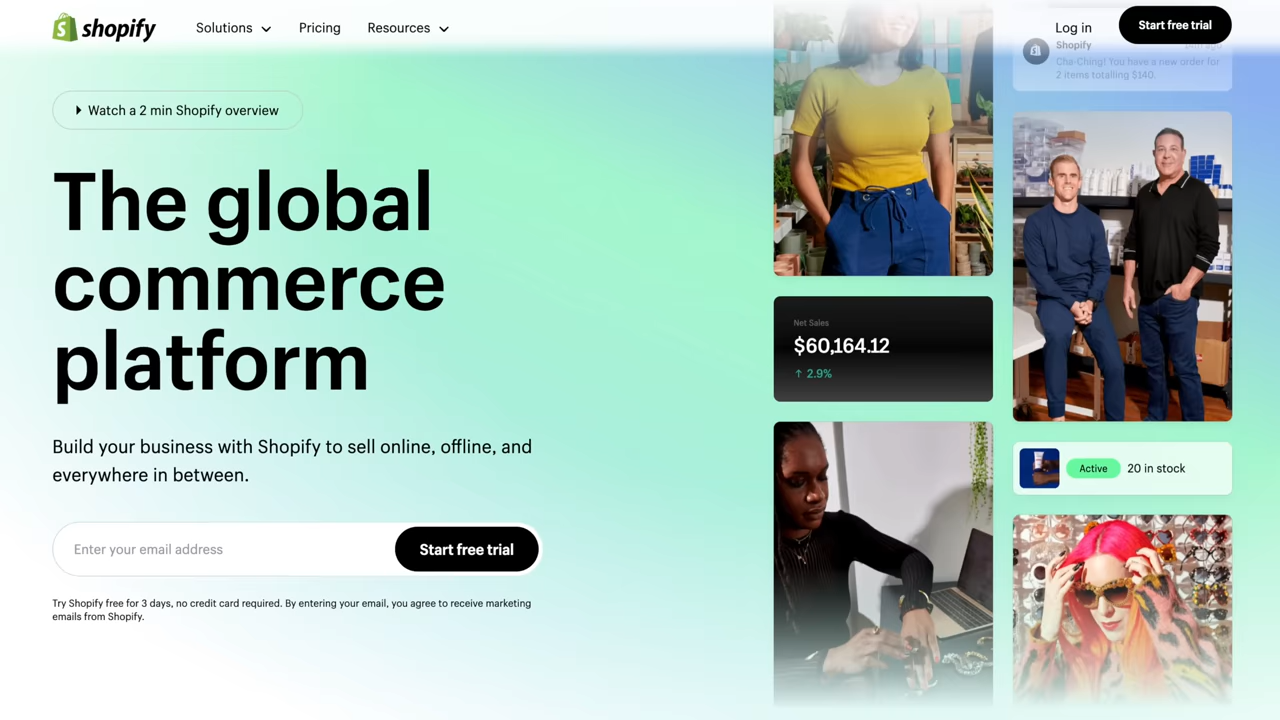 shopify
Solutions
Pricing
Resources
Log in
Start free trial
Watch a 2 min Shopify overview
The global
commerce
platform
Build your business with Shopify to sell online, offline, and
everywhere in between.
Enter your email address
Start free trial
Try Shopify free for 3 days, no credit card required. By entering your email, you agree to receive marketing
emails from Shopify.
Net Sales
$60,164.12
↑ 2.9%
Shopify
Cha-Ching! You have a new order for
2 items totalling $140.
Active
20 in stock